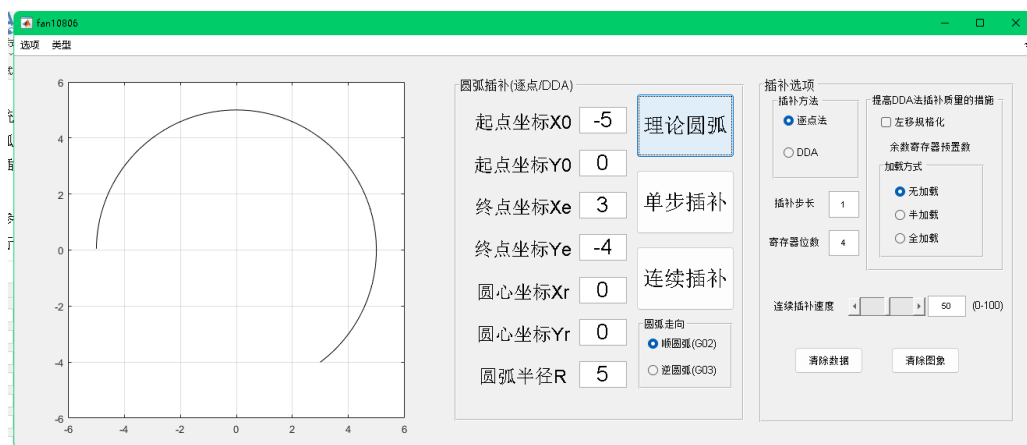 fan10806
选项 类型
6
4
2
0
-2
-4
-6
-6 -4 -2 0 2 4 6
圆弧插补(逐点/DDA)
起点坐标X0 -5
起点坐标Y0 0
终点坐标Xe 3
终点坐标Ye -4
圆心坐标Xr 0
圆心坐标Yr 0
圆弧半径R 5
理论圆弧
单步插补
连续插补
圆弧走向
顺圆弧(G02)
逆圆弧(G03)
插补选项
插补方法
逐点法
DDA
插补步长 1
寄存器位数 4
提高DDA法插补质量的措施
左移规格化
余数寄存器预置数
加载方式
无加载
半加载
全加载
连续插补速度 50 (0-100)
清除数据 清除图象